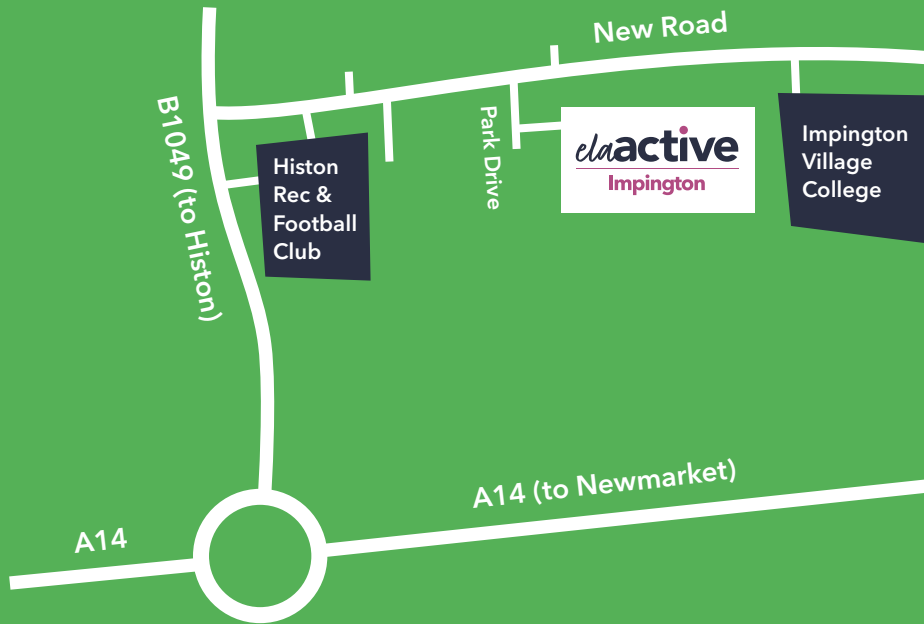 New Road
B1049 (to Histon)
Park Drive
elaactive
Impington
Impington
Village
College
Histon
Rec &
Football
Club
A14 (to Newmarket)
A14